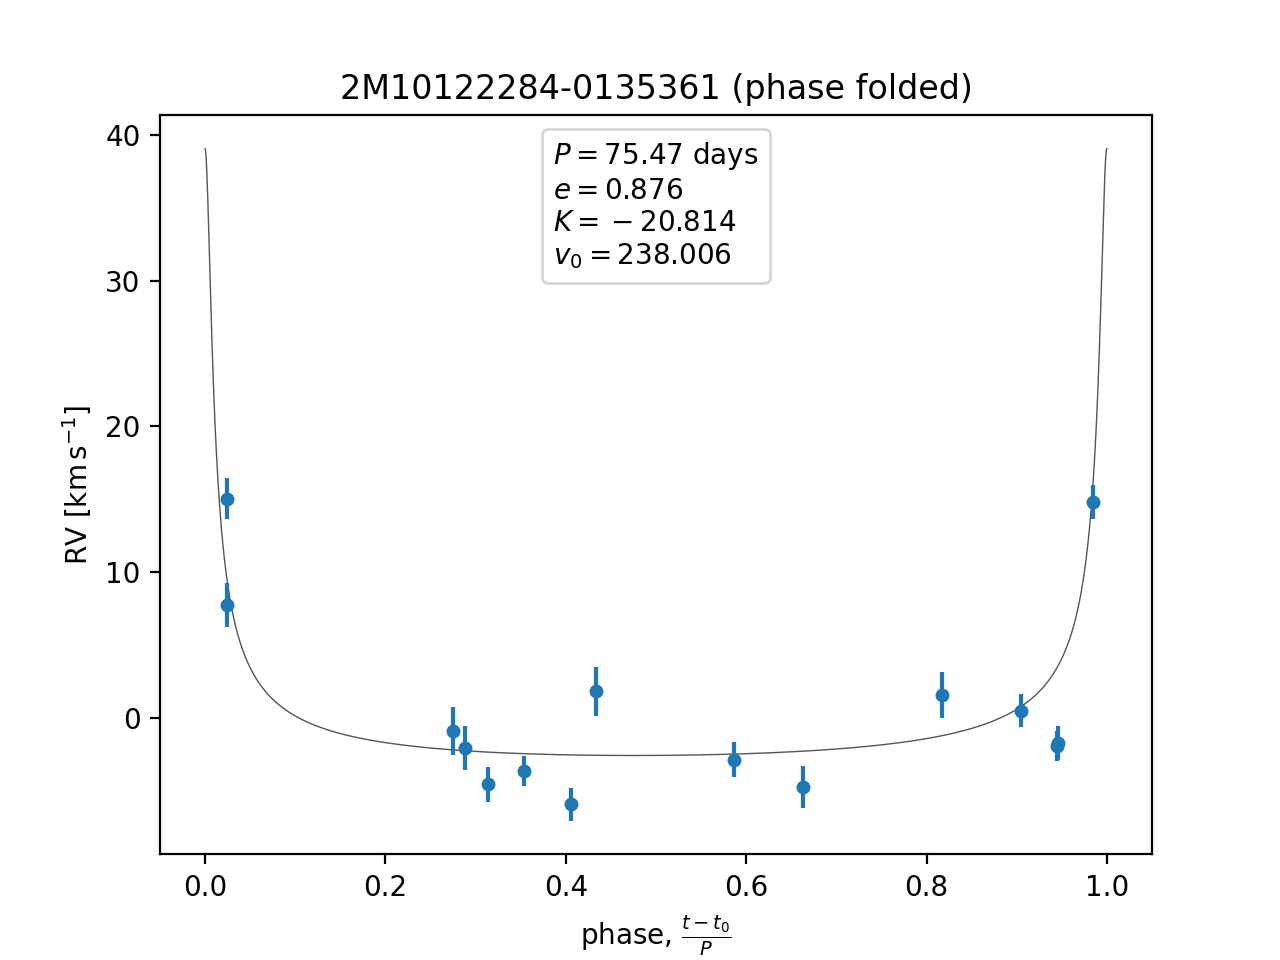 2M10122284-0135361 (phase folded)
P = 75.47 days
e = 0.876
K = −20.814
v₀ = 238.006
RV [km s⁻¹]
40
30
20
10
0
0.0 0.2 0.4 0.6 0.8 1.0
phase, (t − t₀)/P